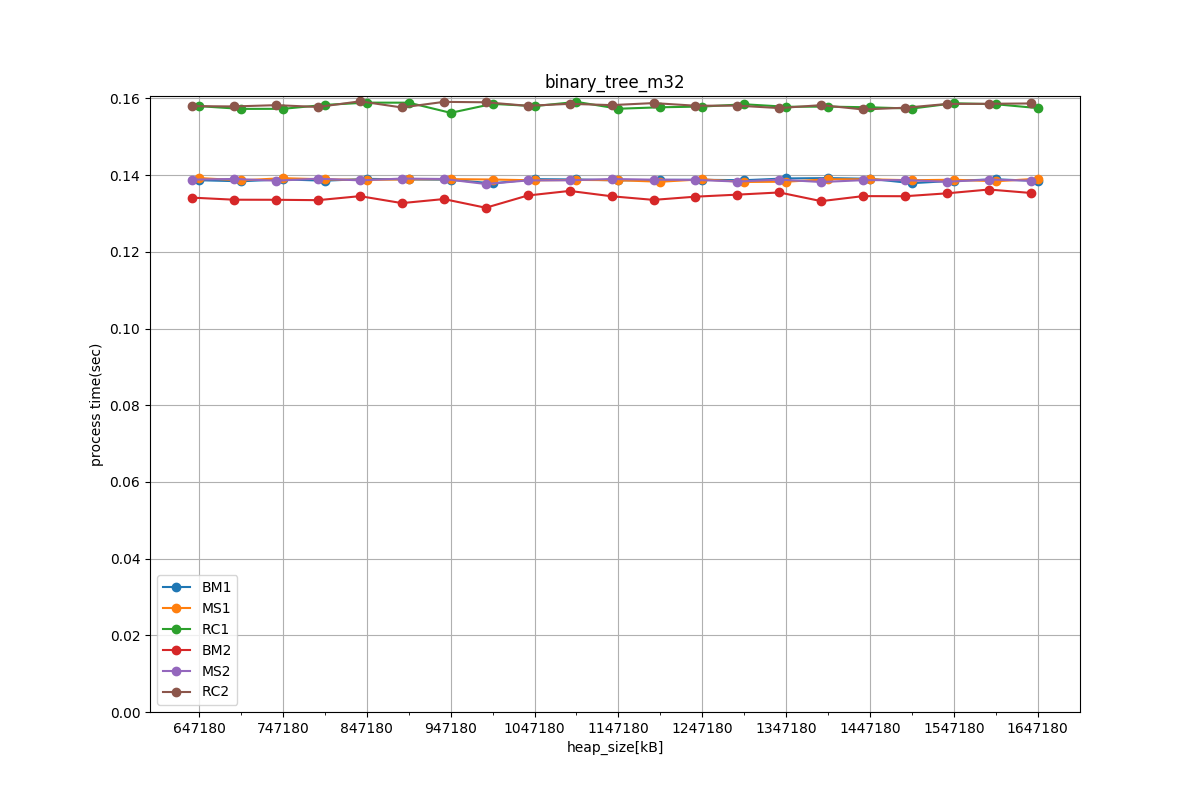 binary_tree_m32
process time(sec)
0.16
0.14
0.12
0.10
0.08
0.06
0.04
0.02
0.00
BM1
MS1
RC1
BM2
MS2
RC2
647180 747180 847180 947180 1047180 1147180 1247180 1347180 1447180 1547180 1647180
heap_size[kB]